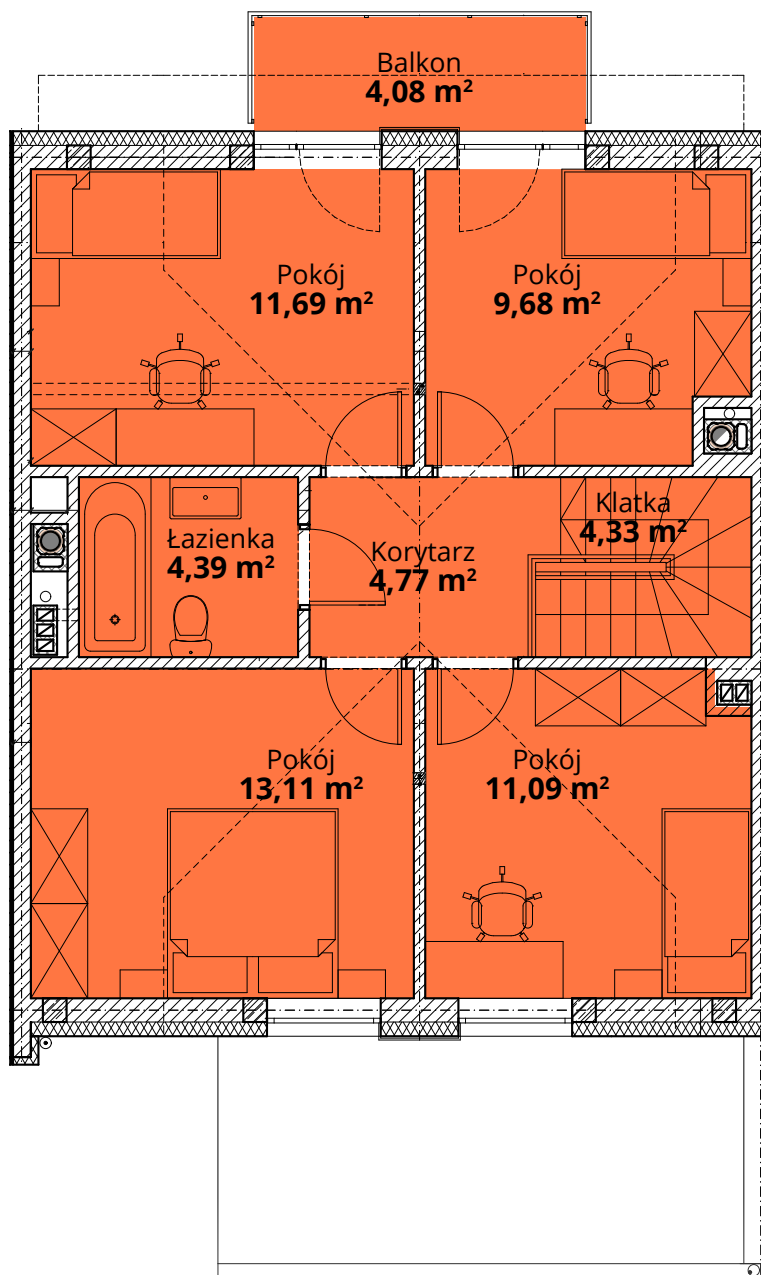 Balkon
4,08 m²
Pokój
11,69 m²
Pokój
9,68 m²
Łazienka
4,39 m²
Korytarz
4,77 m²
Klatka
4,33 m²
Pokój
13,11 m²
Pokój
11,09 m²